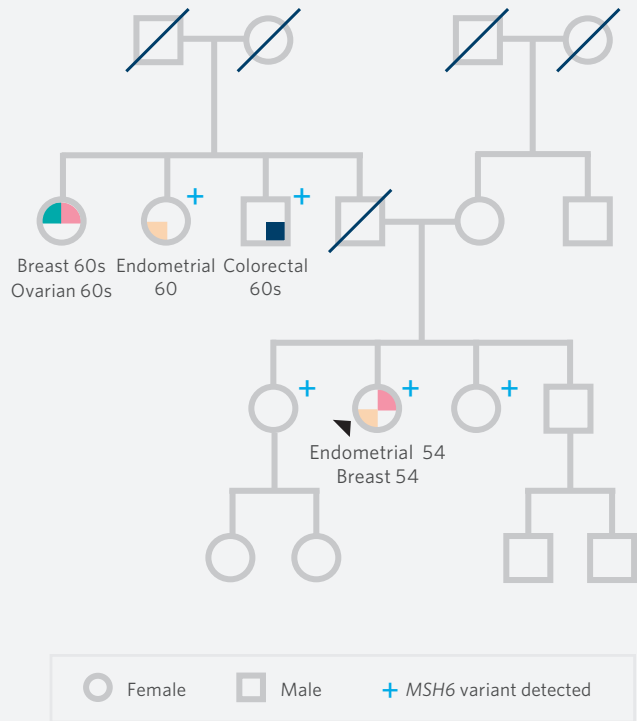 +
+
Breast 60s
Ovarian 60s
Endometrial
60
Colorectal
60s
+
+
+
Endometrial 54
Breast 54
Female
Male
+ MSH6 variant detected